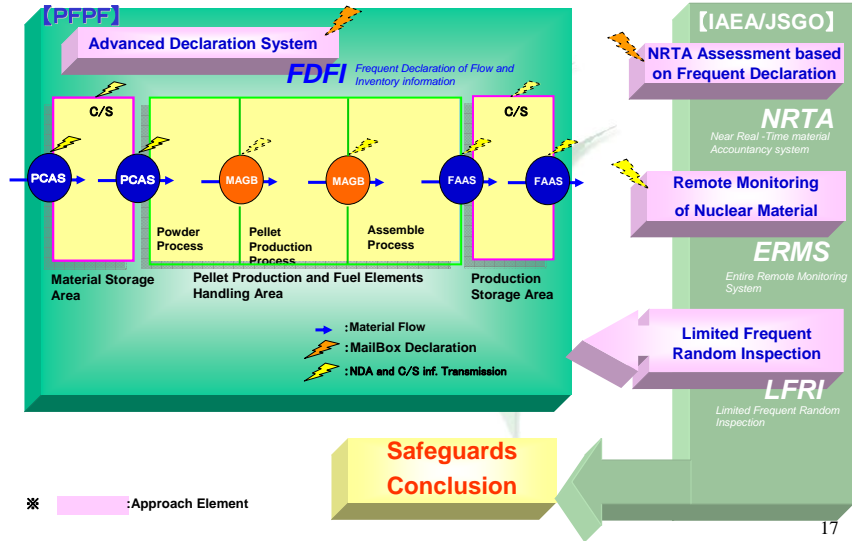 【PFPF】
Advanced Declaration System
FDFI Frequent Declaration of Flow and
Inventory information
C/S
C/S
PCAS
PCAS
MAGB
MAGB
FAAS
FAAS
Powder
Process
Pellet
Production
Process
Assemble
Process
Material Storage
Area
Pellet Production and Fuel Elements
Handling Area
Production
Storage Area
:Material Flow
:MailBox Declaration
:NDA and C/S inf. Transmission
【IAEA/JSGO】
NRTA Assessment based
on Frequent Declaration
NRTA
Near Real -Time material
Accountancy system
Remote Monitoring
of Nuclear Material
ERMS
Entire Remote Monitoring
System
Limited Frequent
Random Inspection
LFRI
Limited Frequent Random
Inspection
Safeguards
Conclusion
※ :Approach Element
17